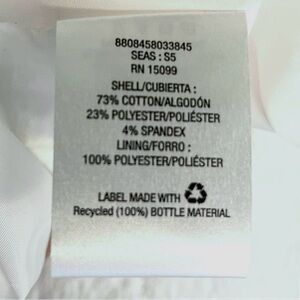 8808458033845
SEAS : S5
RN 15099
SHELL/CUBIERTA :
73% COTTON/ALGODÓN
23% POLYESTER/POLIÉSTER
4% SPANDEX
LINING/FORRO :
100% POLYESTER/POLIÉSTER
LABEL MADE WITH
Recycled (100%) BOTTLE MATERIAL